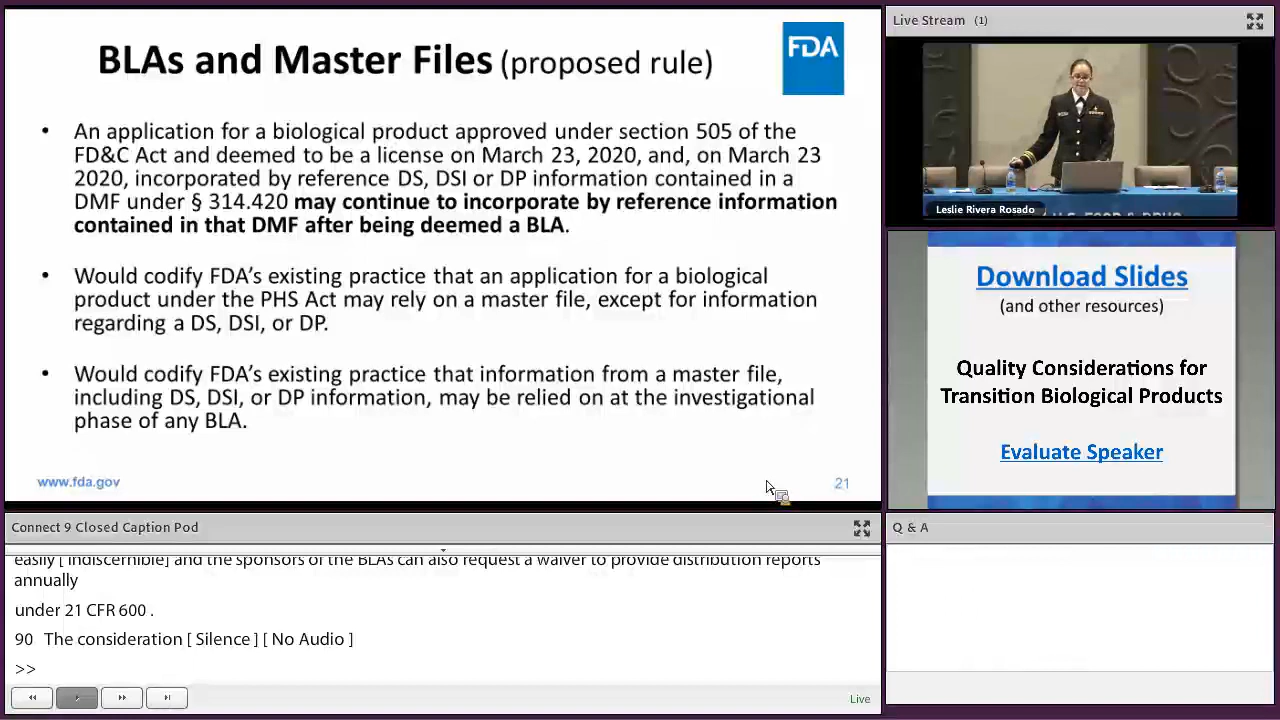 BLAs and Master Files (proposed rule)
FDA
• An application for a biological product approved under section 505 of the
FD&C Act and deemed to be a license on March 23, 2020, and, on March 23
2020, incorporated by reference DS, DSI or DP information contained in a
DMF under § 314.420 may continue to incorporate by reference information
contained in that DMF after being deemed a BLA.
• Would codify FDA's existing practice that an application for a biological
product under the PHS Act may rely on a master file, except for information
regarding a DS, DSI, or DP.
• Would codify FDA's existing practice that information from a master file,
including DS, DSI, or DP information, may be relied on at the investigational
phase of any BLA.
www.fda.gov
21
Live Stream (1)
Leslie Rivera Rosado
U.S. FOOD & DRUG
Download Slides
(and other resources)
Quality Considerations for
Transition Biological Products
Evaluate Speaker
Connect 9 Closed Caption Pod
easily [ indiscernible] and the sponsors of the BLAs can also request a waiver to provide distribution reports
annually
under 21 CFR 600 .
90 The consideration [ Silence ] [ No Audio ]
>>
Live
Q & A